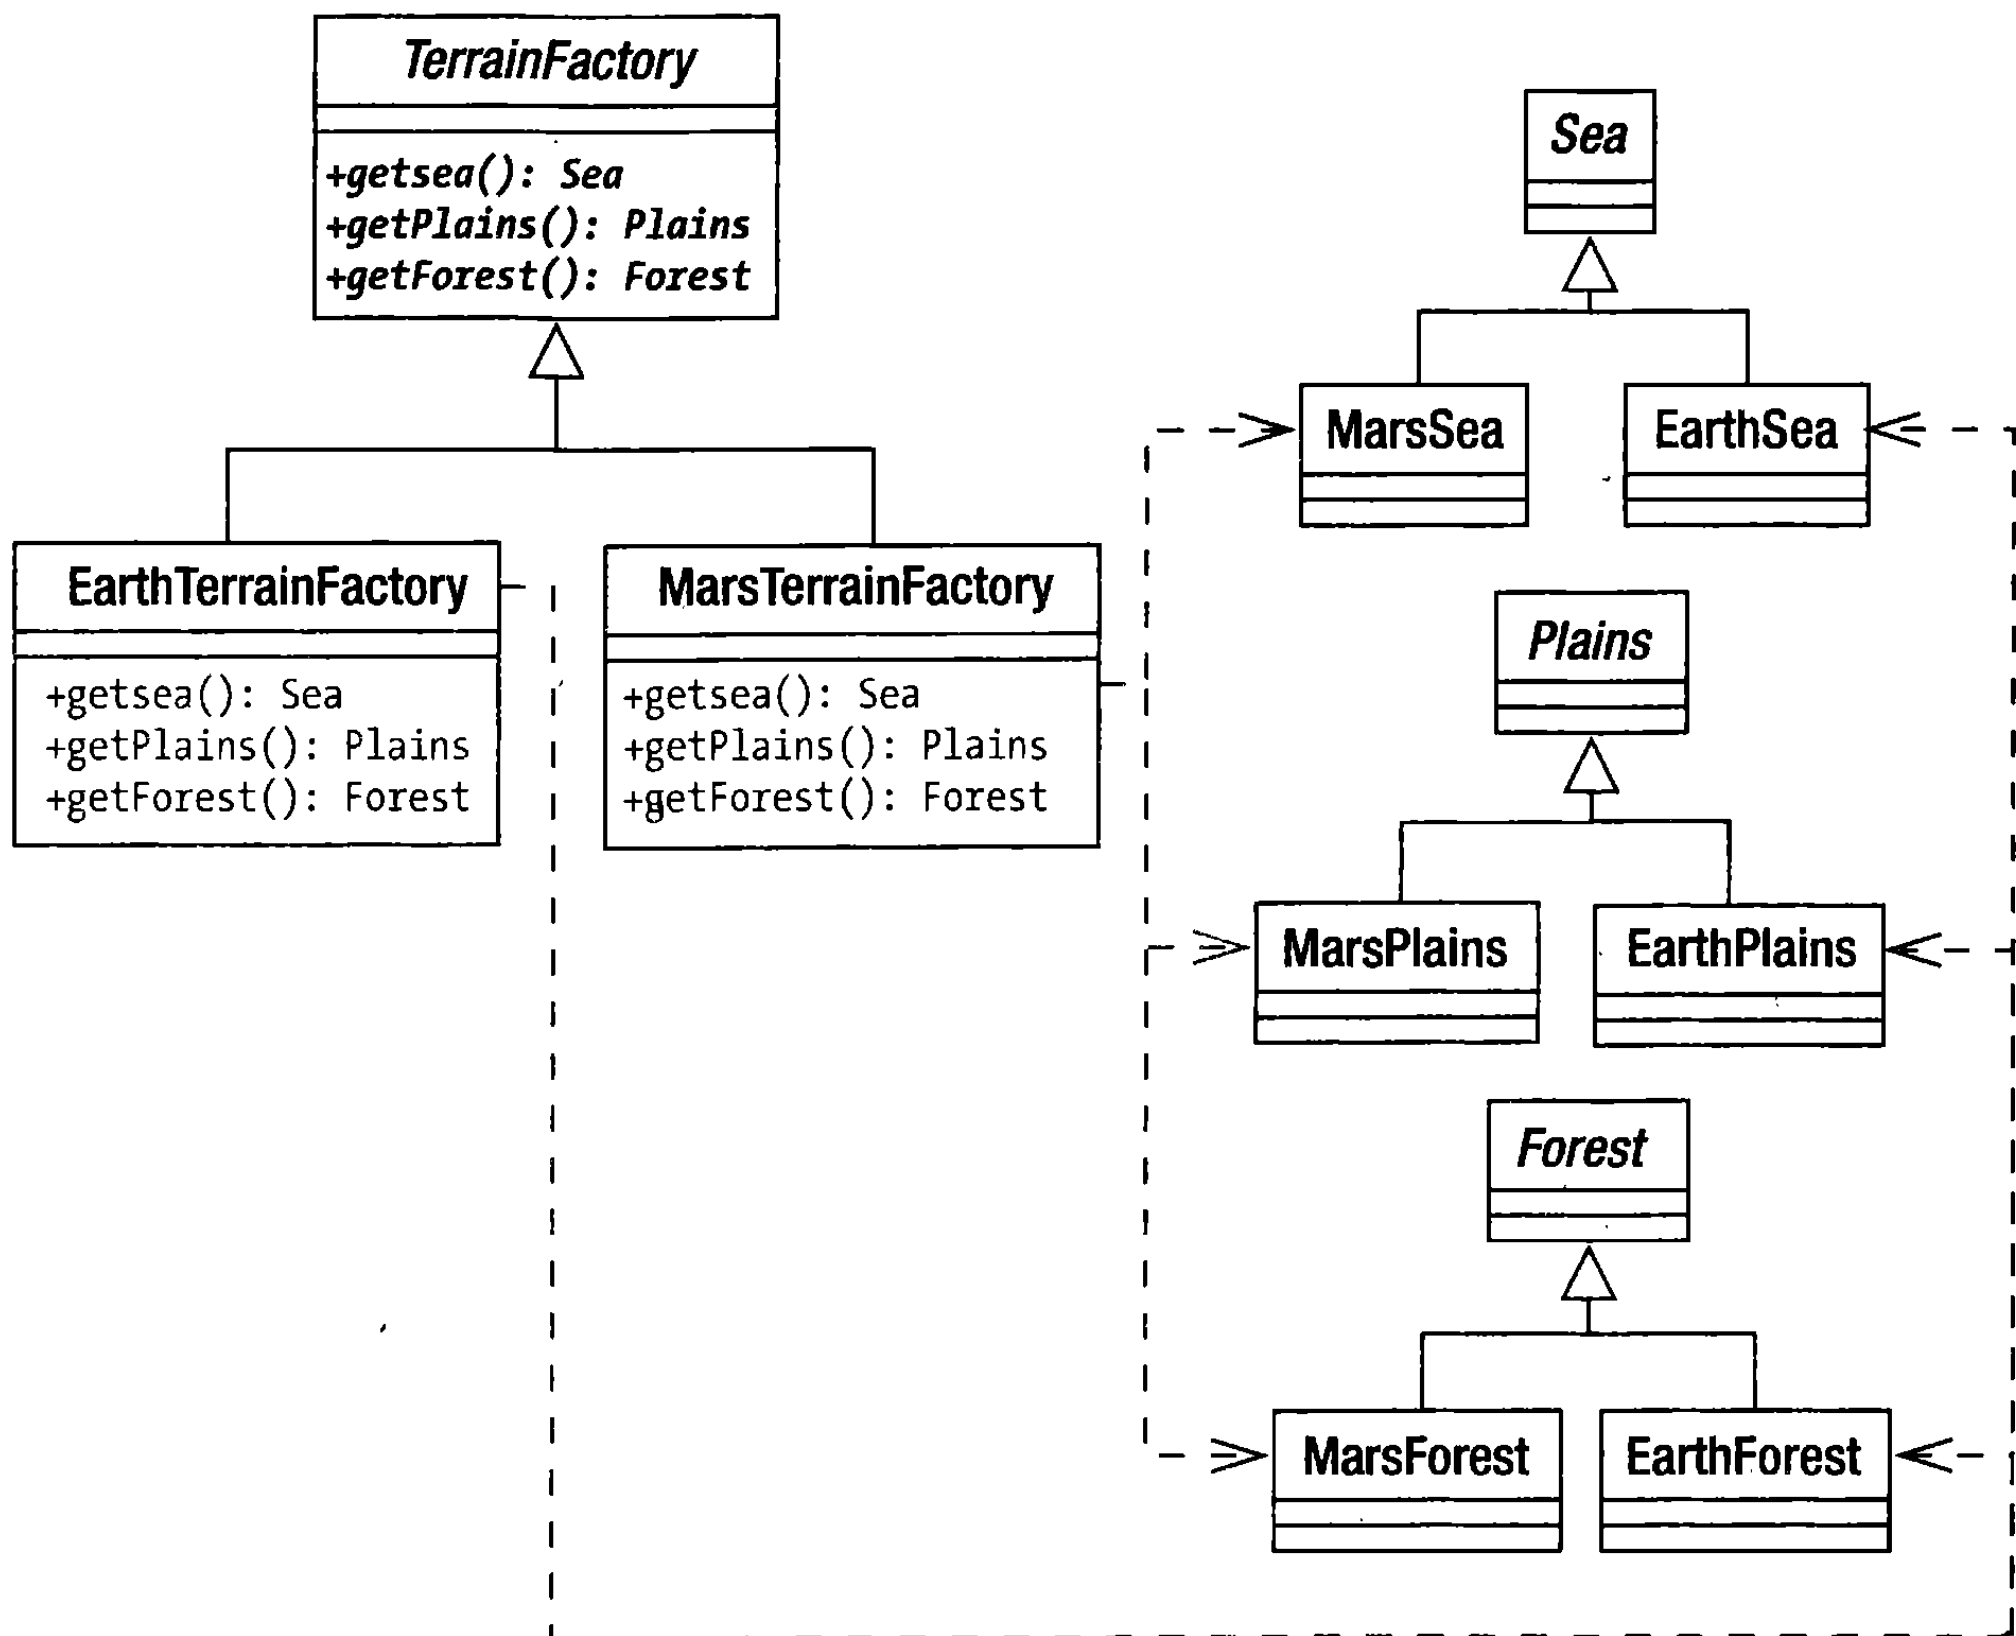 TerrainFactory
+getsea(): Sea
+getPlains(): Plains
+getForest(): Forest
EarthTerrainFactory
+getsea(): Sea
+getPlains(): Plains
+getForest(): Forest
MarsTerrainFactory
+getsea(): Sea
+getPlains(): Plains
+getForest(): Forest
Sea
MarsSea
EarthSea
Plains
MarsPlains
EarthPlains
Forest
MarsForest
EarthForest